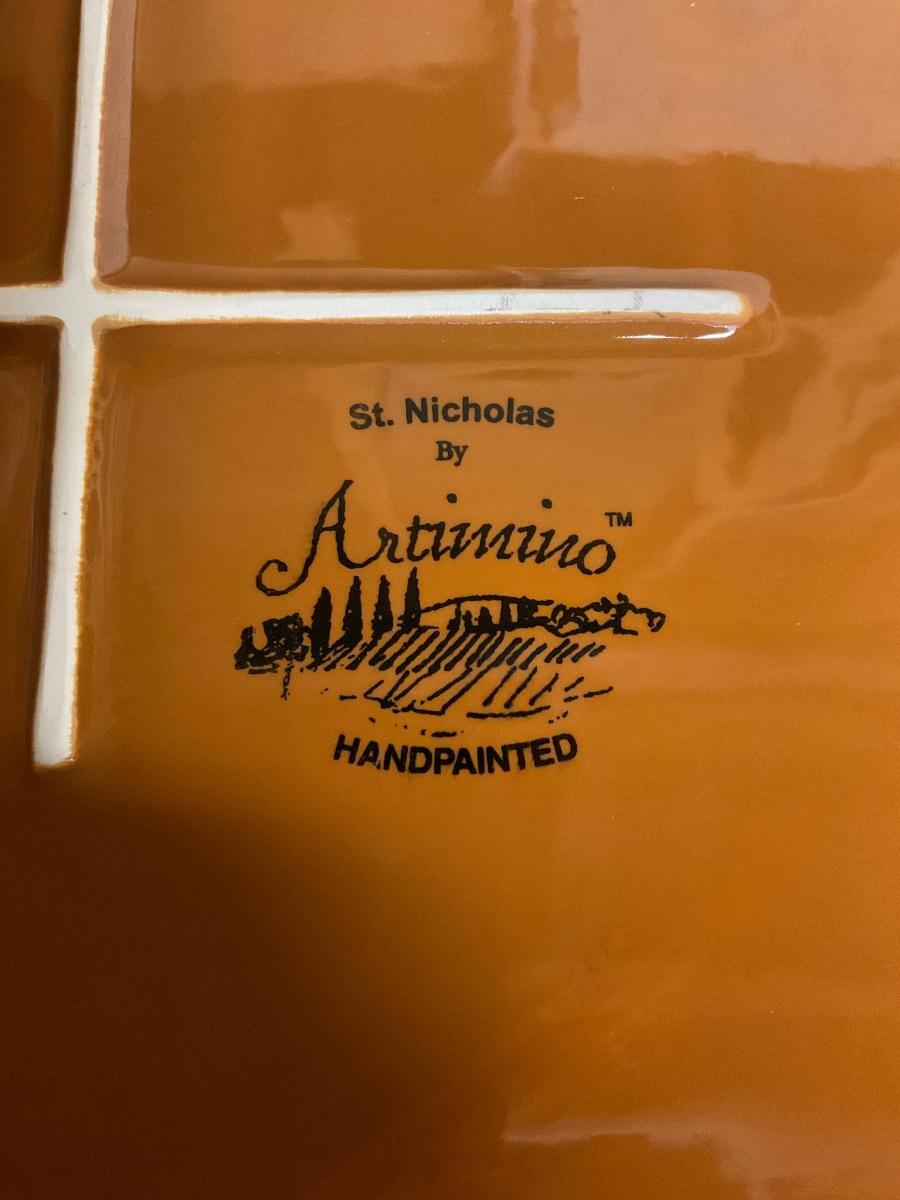 St. Nicholas
By
Artimino™
HANDPAINTED